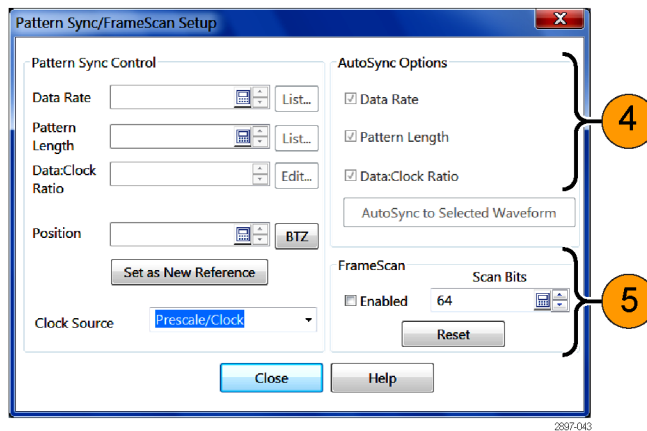 Pattern Sync/FrameScan Setup
X
Pattern Sync Control
Data Rate
List...
Pattern Length
List...
Data:Clock Ratio
Edit...
Position
BTZ
Set as New Reference
Clock Source
Prescale/Clock
AutoSync Options
Data Rate
Pattern Length
Data:Clock Ratio
AutoSync to Selected Waveform
4
FrameScan
Scan Bits
Enabled
64
Reset
5
Close
Help
2897-043